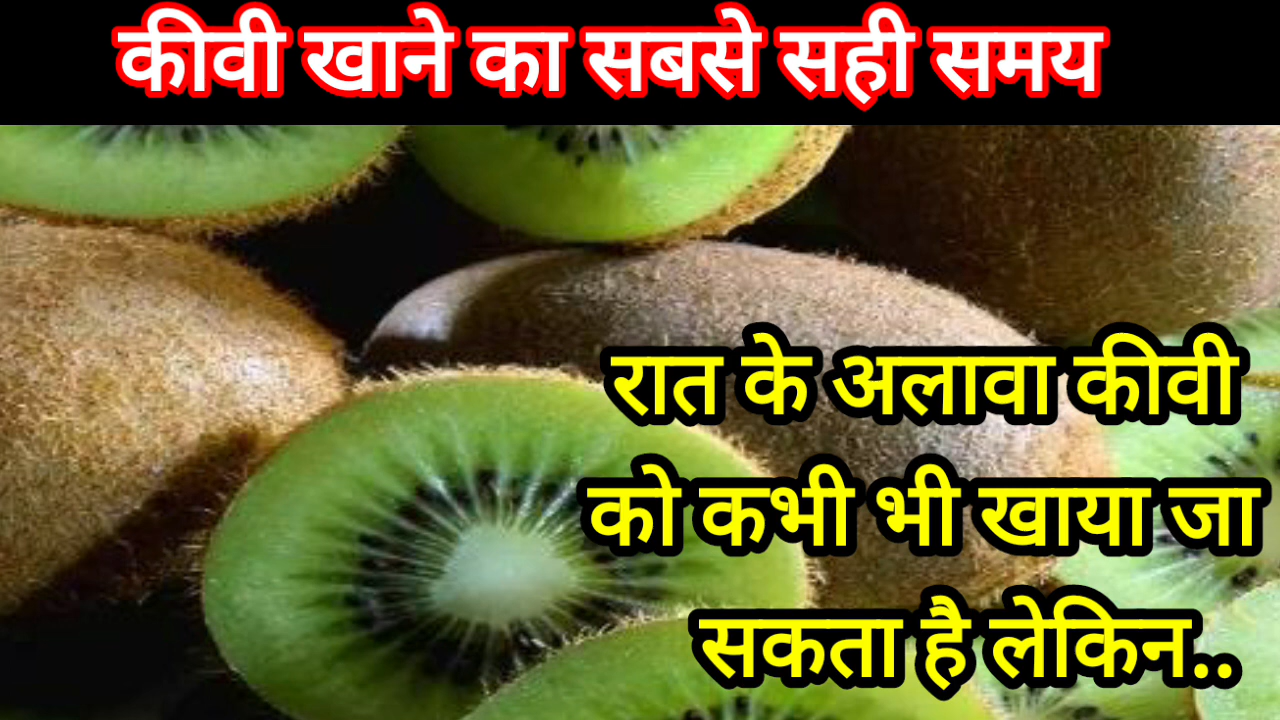 कीवी खाने का सबसे सही समय
रात के अलावा कीवी
को कभी भी खाया जा
सकता है लेकिन..